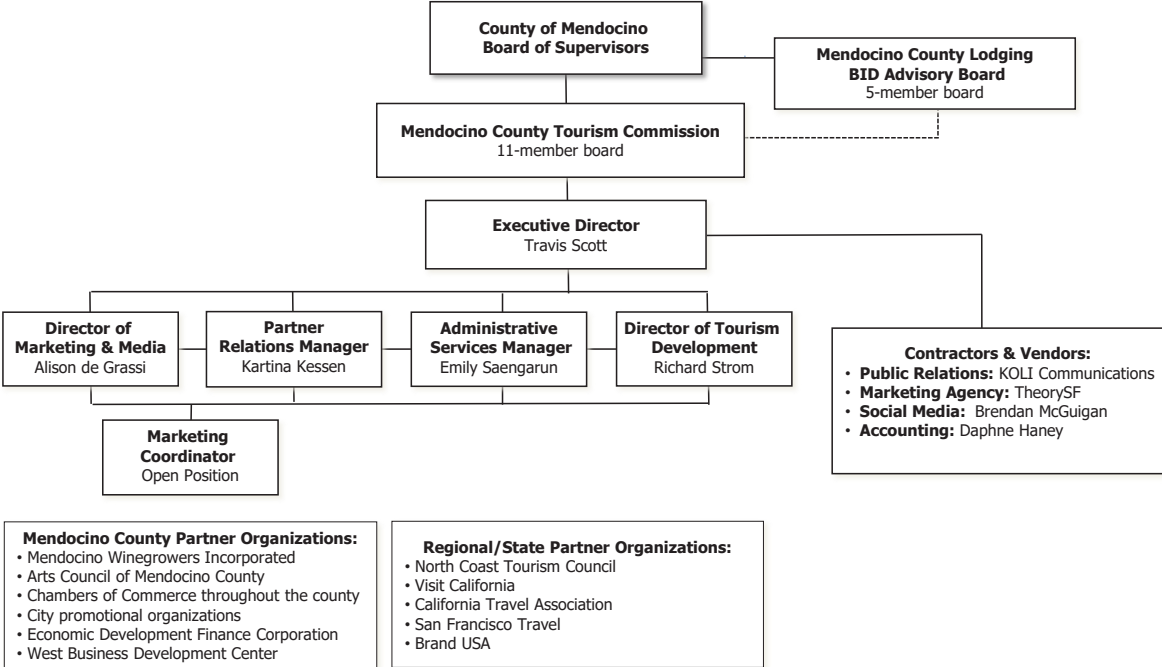 County of Mendocino
Board of Supervisors
Mendocino County Lodging
BID Advisory Board
5-member board
Mendocino County Tourism Commission
11-member board
Executive Director
Travis Scott
Director of
Marketing & Media
Alison de Grassi
Partner
Relations Manager
Kartina Kessen
Administrative
Services Manager
Emily Saengarun
Director of Tourism
Development
Richard Strom
Contractors & Vendors:
• Public Relations: KOLI Communications
• Marketing Agency: TheorySF
• Social Media: Brendan McGuigan
• Accounting: Daphne Haney
Marketing
Coordinator
Open Position
Mendocino County Partner Organizations:
• Mendocino Winegrowers Incorporated
• Arts Council of Mendocino County
• Chambers of Commerce throughout the county
• City promotional organizations
• Economic Development Finance Corporation
• West Business Development Center
Regional/State Partner Organizations:
• North Coast Tourism Council
• Visit California
• California Travel Association
• San Francisco Travel
• Brand USA